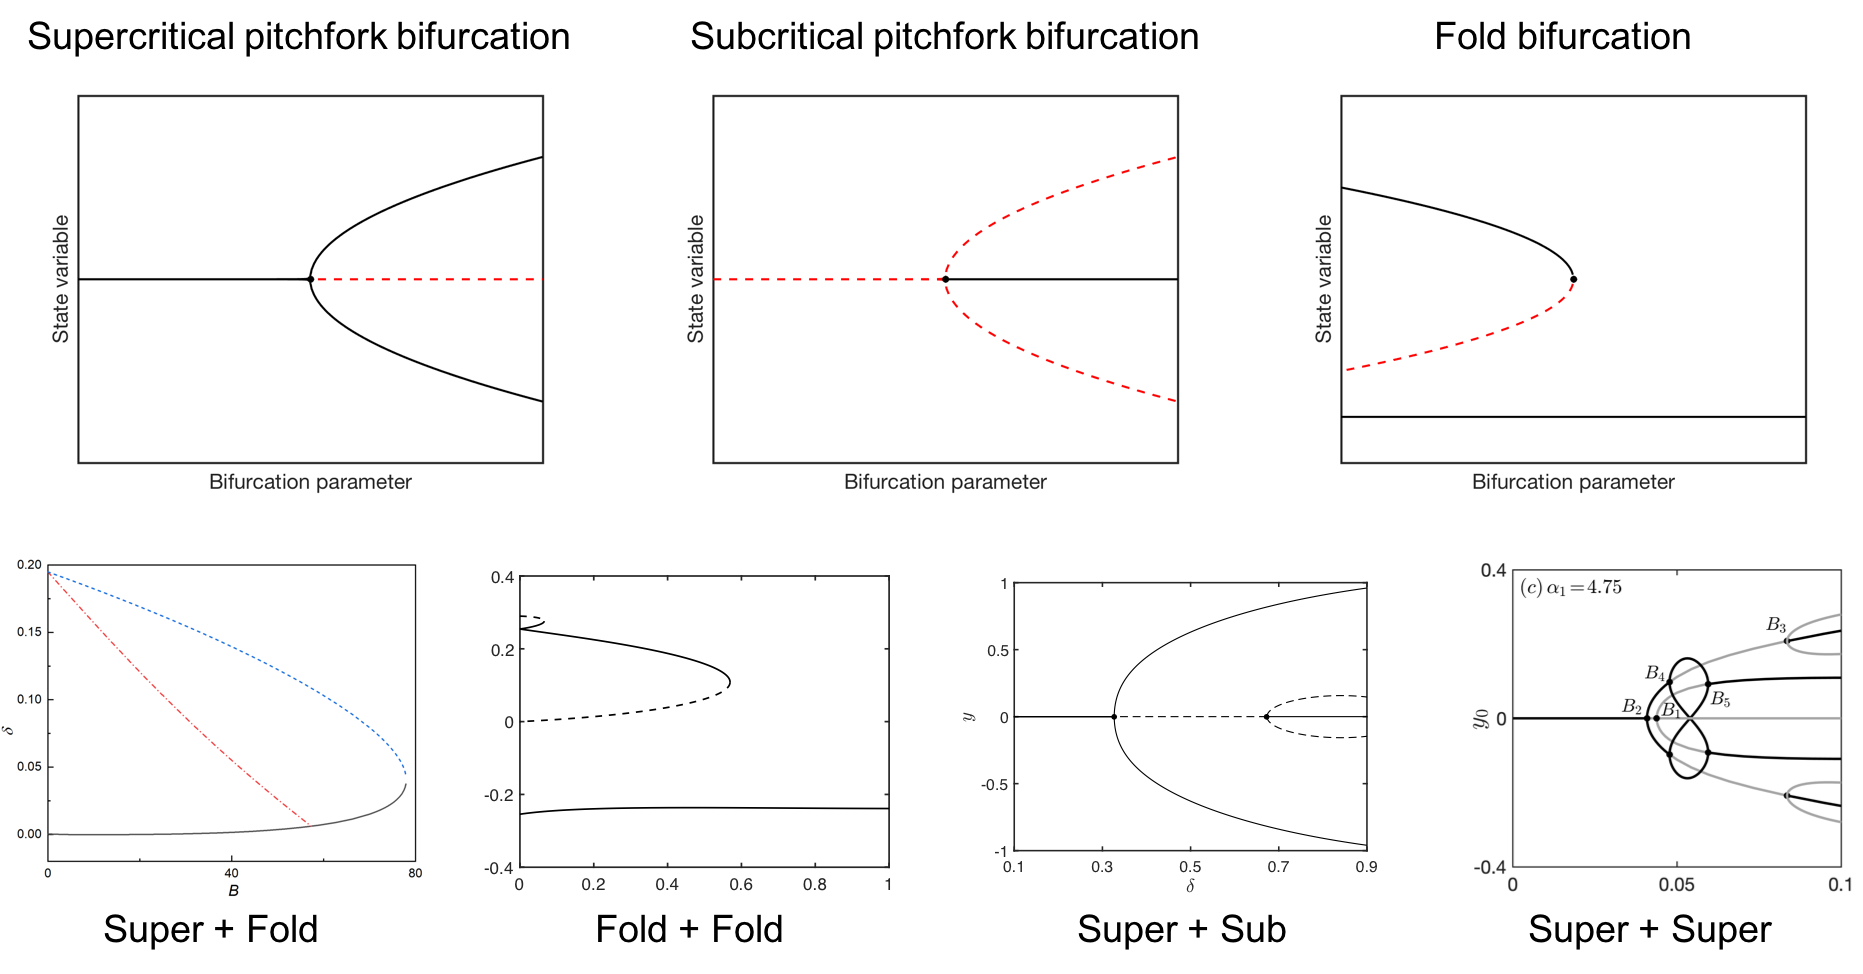 Supercritical pitchfork bifurcation
Subcritical pitchfork bifurcation
Fold bifurcation
State variable
Bifurcation parameter
State variable
Bifurcation parameter
State variable
Bifurcation parameter
0.20
0.15
0.10
0.05
0.00
δ
0
40
80
B
Super + Fold
0.4
0.2
0
-0.2
-0.4
0
0.2
0.4
0.6
0.8
1
Fold + Fold
1
0.5
0
-0.5
-1
y
0.1
0.3
0.5
0.7
0.9
δ
Super + Sub
0.4
0
-0.4
y₀
(c) α₁ = 4.75
B₃
B₄
B₂
B₁
B₅
0
0.05
0.1
Super + Super